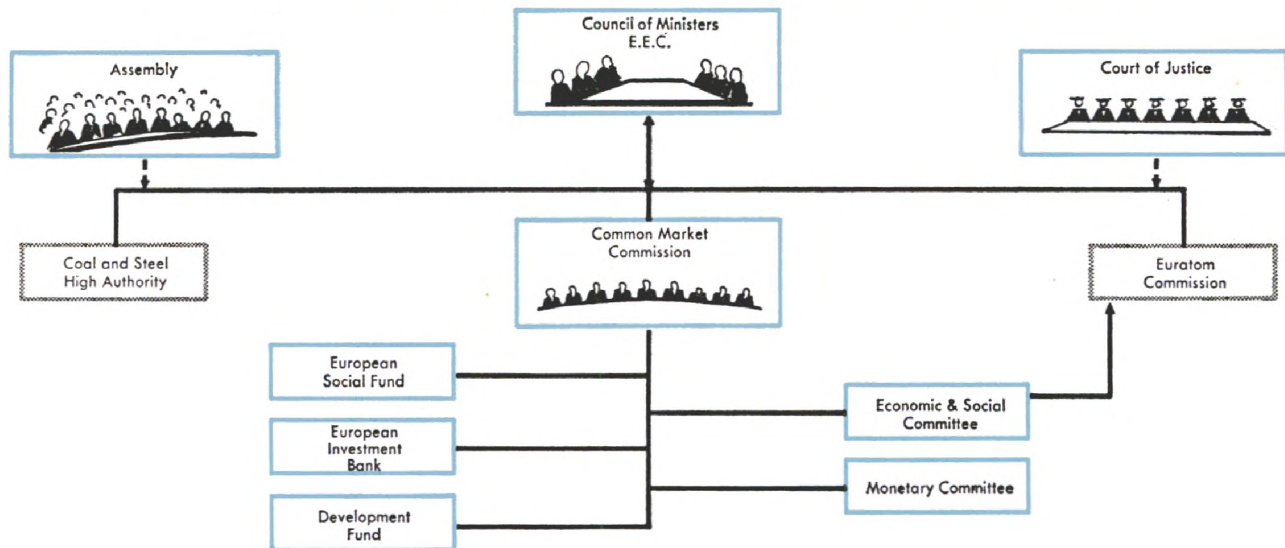 Council of Ministers
E.E.C.
Assembly
Court of Justice
Common Market
Commission
Coal and Steel
High Authority
Euratom
Commission
European
Social Fund
Economic & Social
Committee
European
Investment
Bank
Monetary Committee
Development
Fund